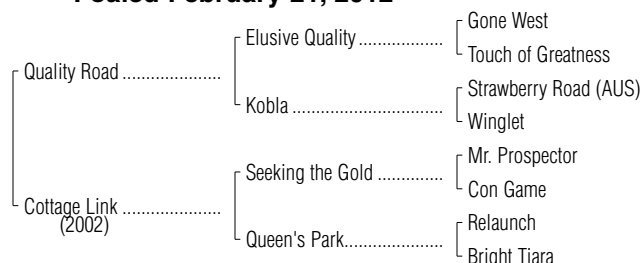 Foaled February 21, 2012
Gone West
Elusive Quality
Touch of Greatness
Quality Road
Strawberry Road (AUS)
Kobla
Winglet
Mr. Prospector
Seeking the Gold
Con Game
Cottage Link
(2002)
Relaunch
Queen's Park
Bright Tiara